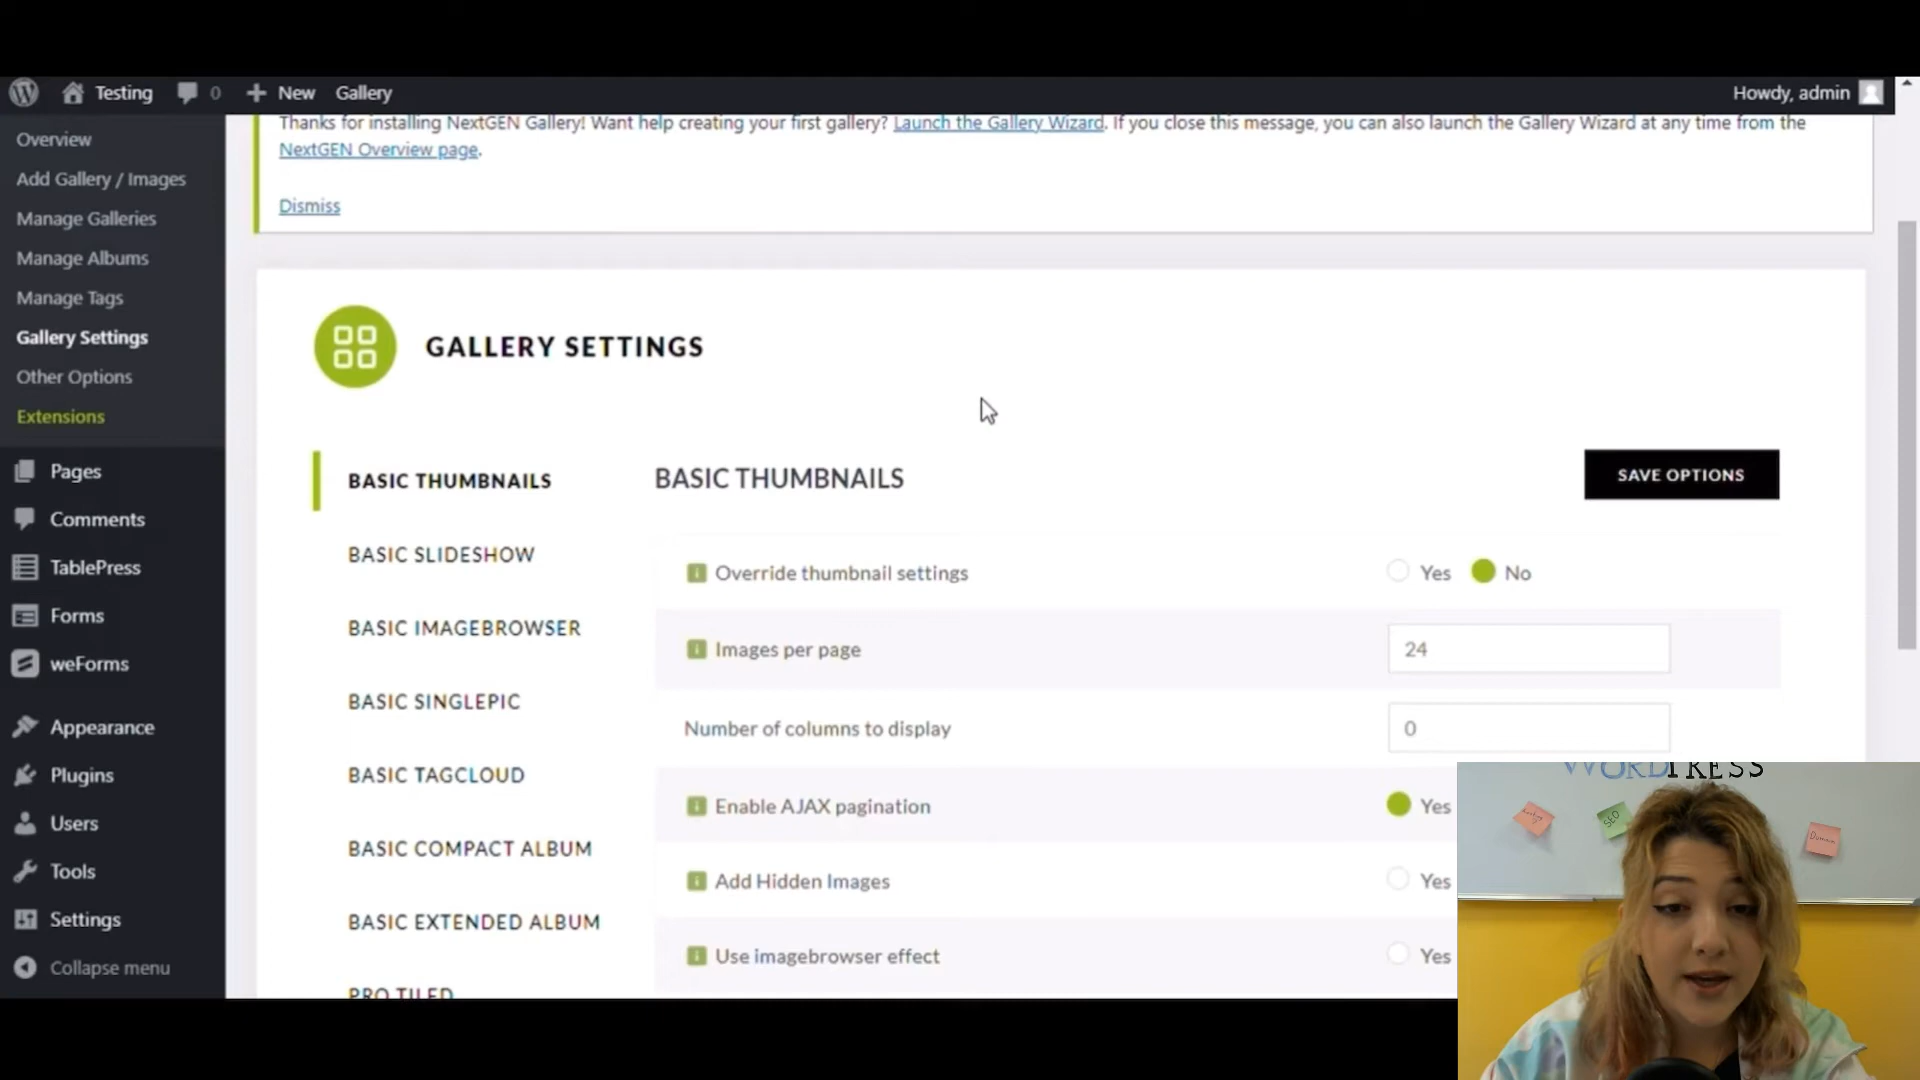 Testing 0 New Gallery Howdy, admin
Overview
Add Gallery / Images
Manage Galleries
Manage Albums
Manage Tags
Gallery Settings
Other Options
Extensions
Pages
Comments
TablePress
Forms
weForms
Appearance
Plugins
Users
Tools
Settings
Collapse menu
Thanks for installing NextGEN Gallery! Want help creating your first gallery? Launch the Gallery Wizard. If you close this message, you can also launch the Gallery Wizard at any time from the
NextGEN Overview page.
Dismiss
GALLERY SETTINGS
BASIC THUMBNAILS
BASIC SLIDESHOW
BASIC IMAGEBROWSER
BASIC SINGLEPIC
BASIC TAGCLOUD
BASIC COMPACT ALBUM
BASIC EXTENDED ALBUM
PRO TILED
BASIC THUMBNAILS
SAVE OPTIONS
Override thumbnail settings Yes No
Images per page 24
Number of columns to display 0
Enable AJAX pagination Yes
Add Hidden Images Yes
Use imagebrowser effect Yes
WORDPRESS
SEO